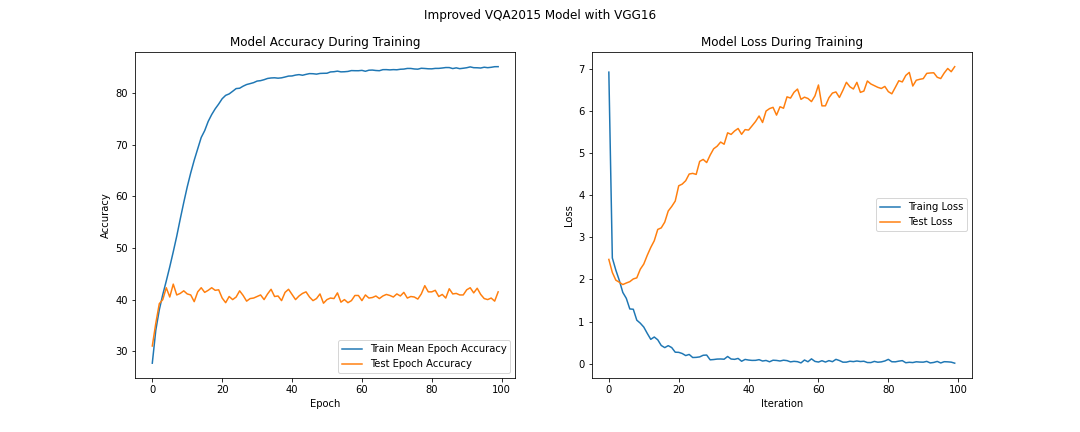 Improved VQA2015 Model with VGG16
Model Accuracy During Training
Accuracy
80
70
60
50
40
30
0 20 40 60 80 100
Epoch
Train Mean Epoch Accuracy
Test Epoch Accuracy
Model Loss During Training
Loss
7
6
5
4
3
2
1
0
0 20 40 60 80 100
Iteration
Traing Loss
Test Loss